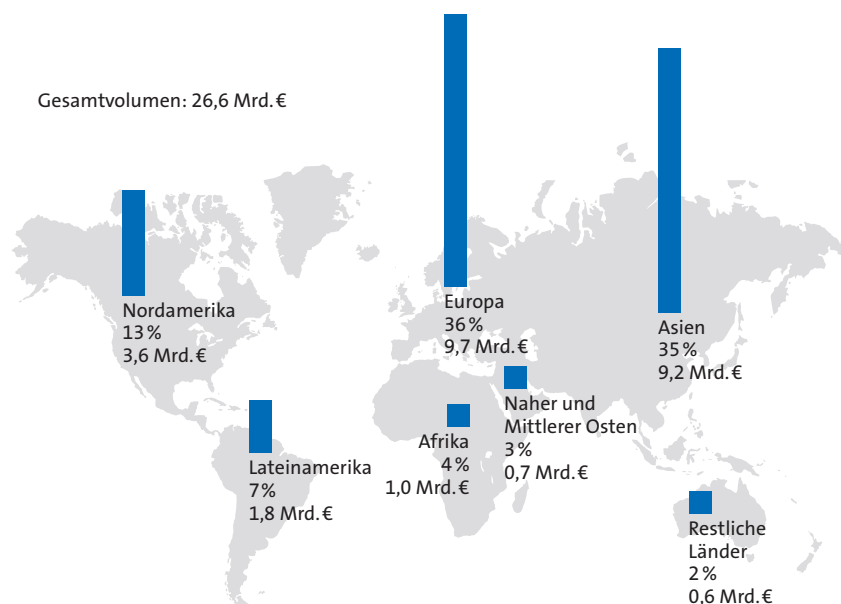 Gesamtvolumen: 26,6 Mrd. €
Nordamerika
13 %
3,6 Mrd. €
Europa
36 %
9,7 Mrd. €
Asien
35 %
9,2 Mrd. €
Lateinamerika
7 %
1,8 Mrd. €
Afrika
4 %
1,0 Mrd. €
Naher und
Mittlerer Osten
3 %
0,7 Mrd. €
Restliche
Länder
2 %
0,6 Mrd. €